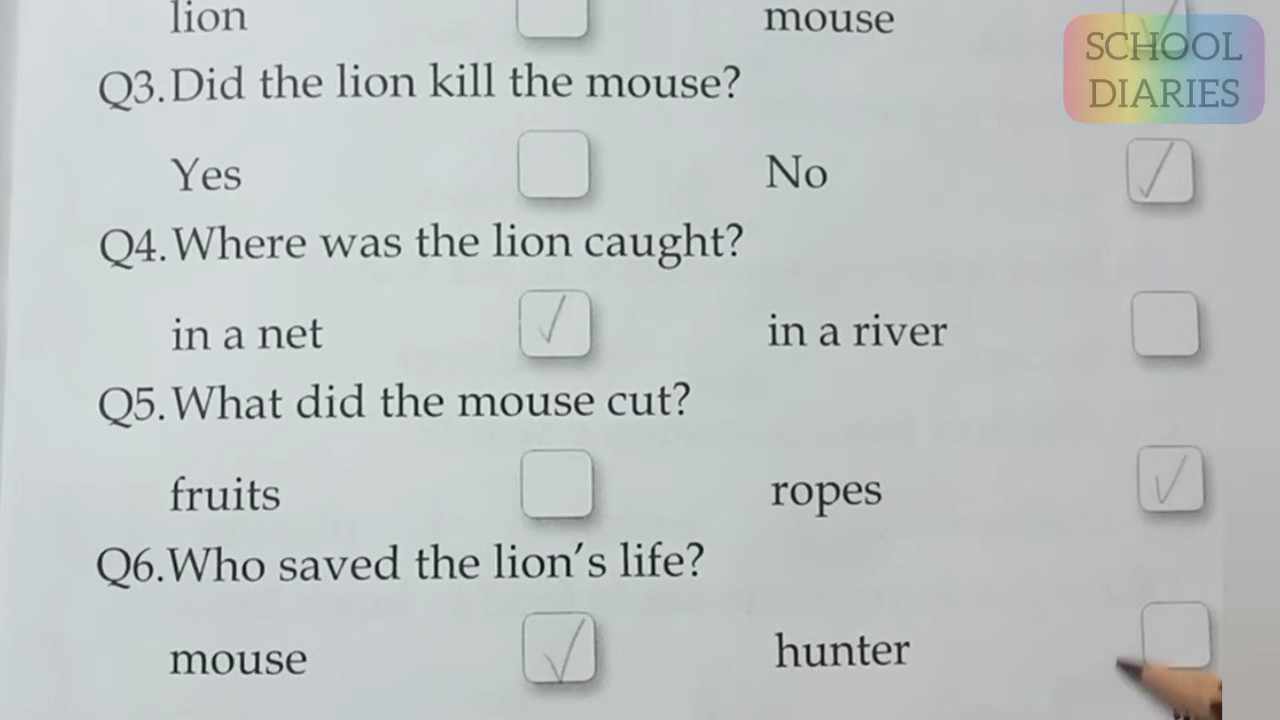 lion mouse
SCHOOL
DIARIES
Q3. Did the lion kill the mouse?
Yes No
Q4. Where was the lion caught?
in a net in a river
Q5. What did the mouse cut?
fruits ropes
Q6. Who saved the lion's life?
mouse hunter